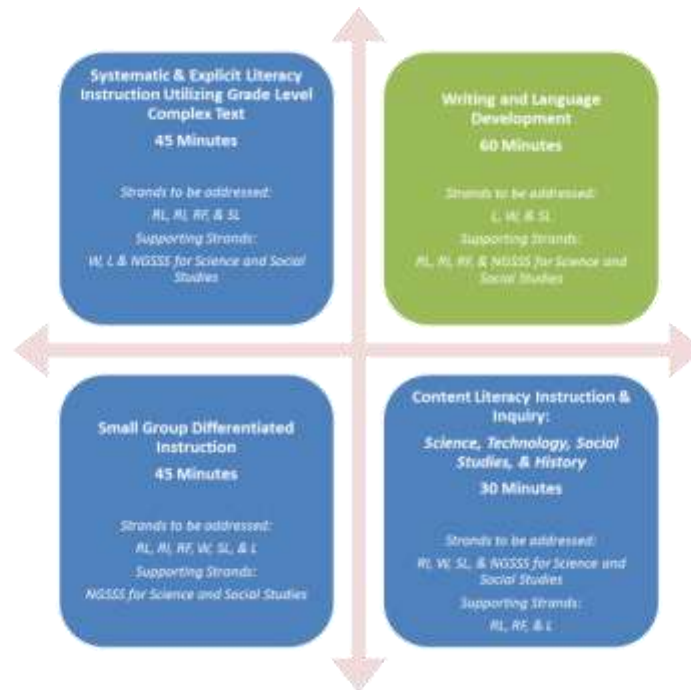 Systematic & Explicit Literacy
Instruction Utilizing Grade Level
Complex Text
45 Minutes
Strands to be addressed:
RL, RI, RF, & SL
Supporting Strands:
W, L & NGSSS for Science and Social
Studies
Writing and Language
Development
60 Minutes
Strands to be addressed:
L, W, & SL
Supporting Strands:
RL, RI, RF, & NGSSS for Science and
Social Studies
Small Group Differentiated
Instruction
45 Minutes
Strands to be addressed:
RL, RI, RF, W, SL, & L
Supporting Strands:
NGSSS for Science and Social Studies
Content Literacy Instruction &
Inquiry:
Science, Technology, Social
Studies, & History
30 Minutes
Strands to be addressed:
RI, W, SL, & NGSSS for Science and
Social Studies
Supporting Strands:
RL, RF, & L